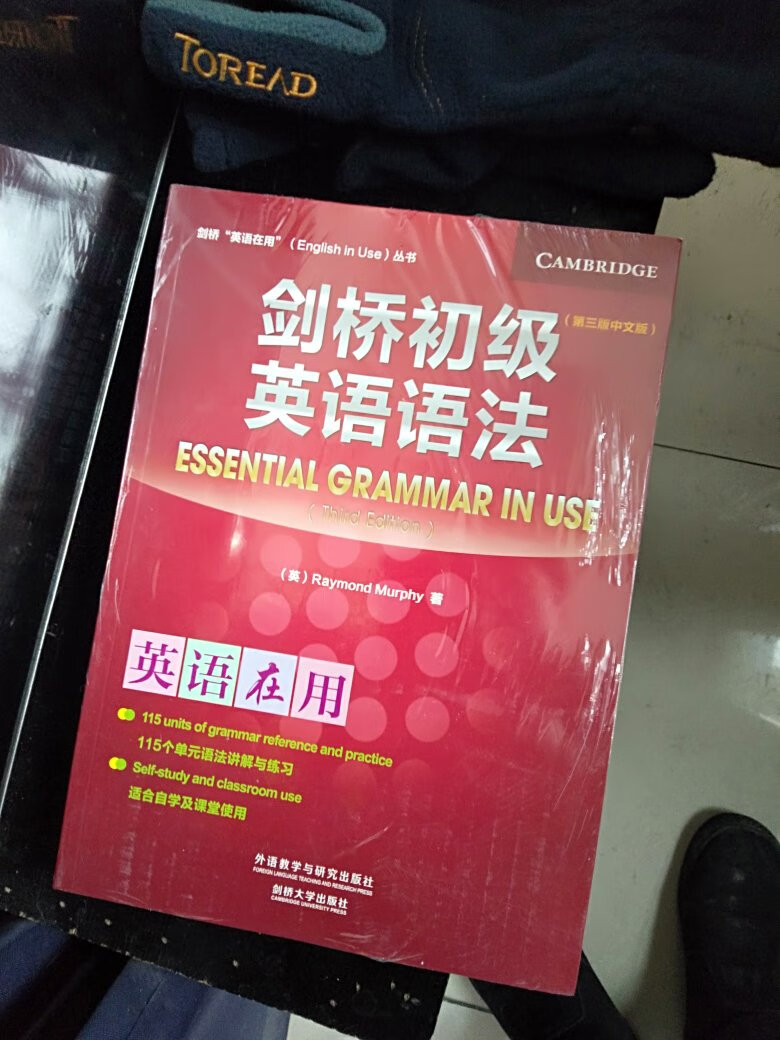 TOREAD
剑桥“英语在用”（English in Use）丛书
CAMBRIDGE
剑桥初级
（第三版中文版）
英语语法
ESSENTIAL GRAMMAR IN USE
(Third Edition)
（英）Raymond Murphy 著
英语在用
115 units of grammar reference and practice
115个单元语法讲解与练习
Self-study and classroom use
适合自学及课堂使用
外语教学与研究出版社
FOREIGN LANGUAGE TEACHING AND RESEARCH PRESS
剑桥大学出版社
CAMBRIDGE UNIVERSITY PRESS